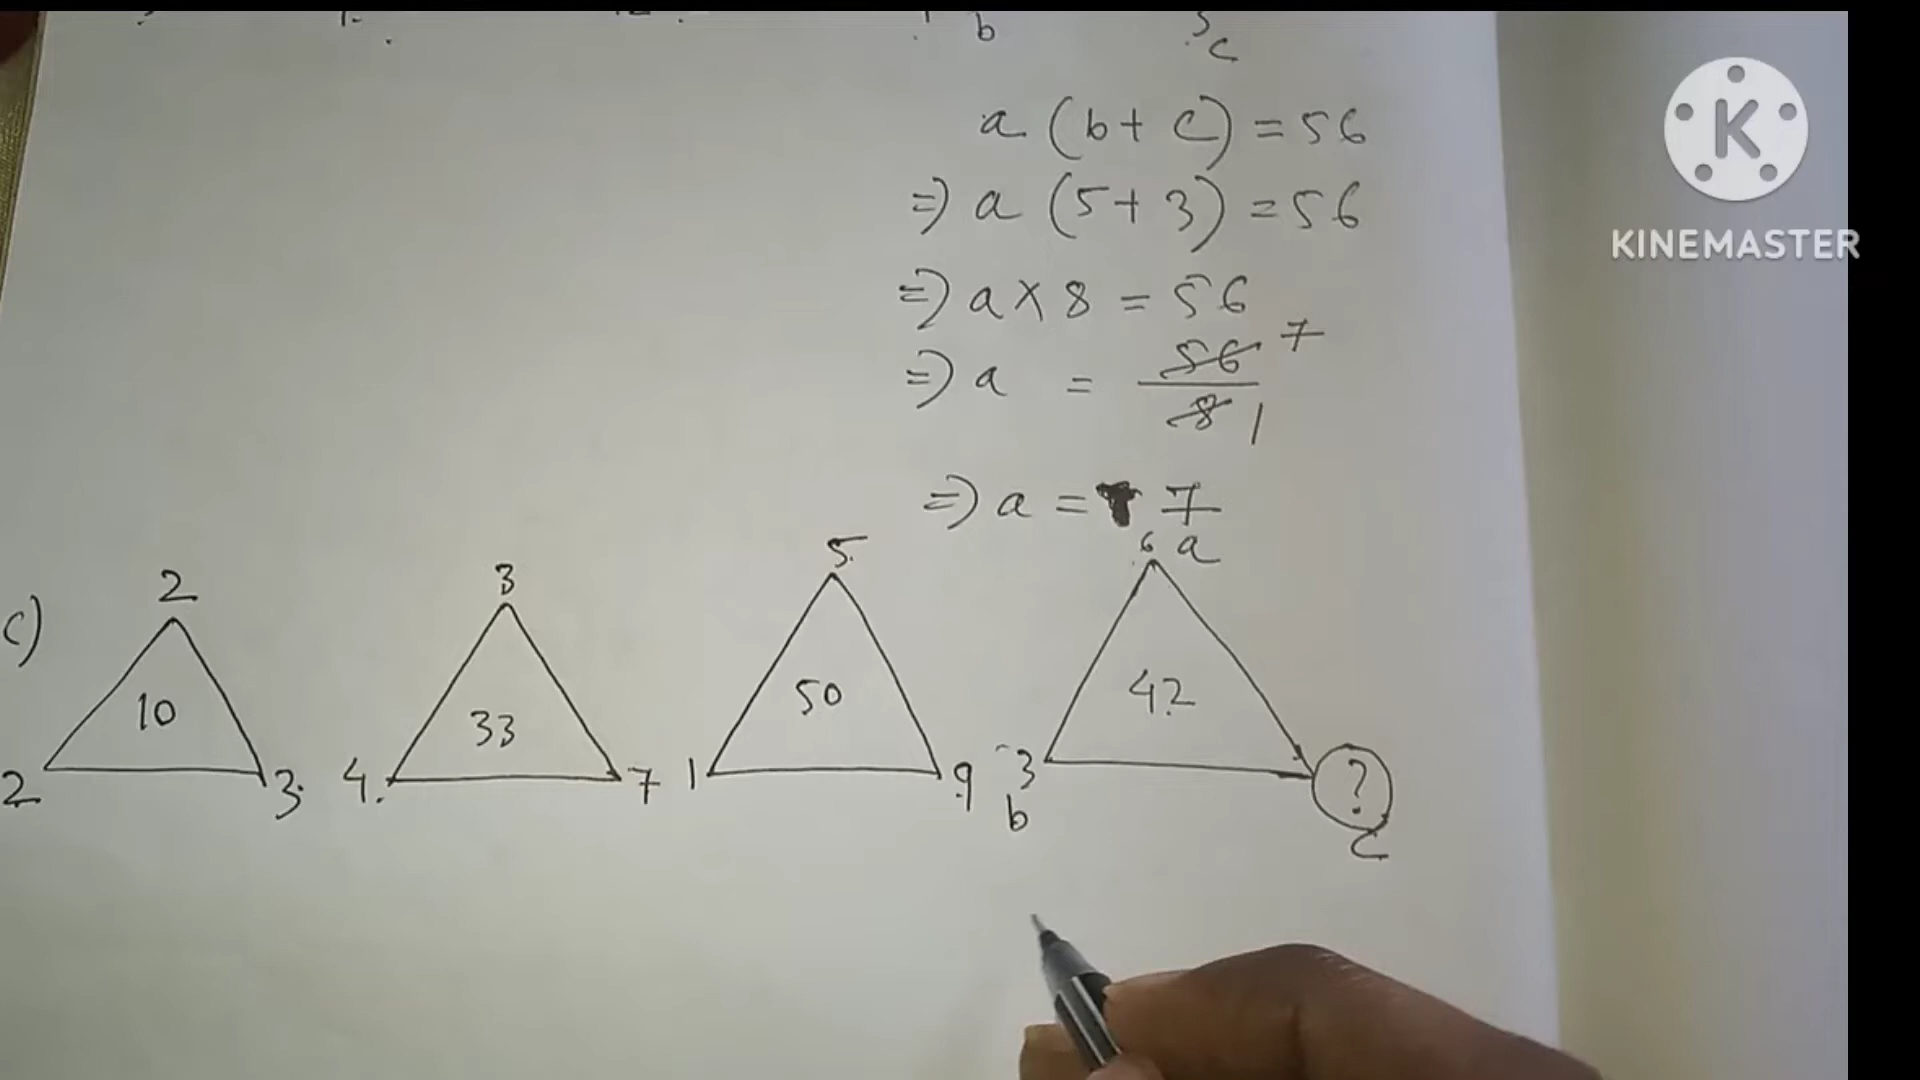 b
c
a (b + c) = 56
=> a (5 + 3) = 56
=> a × 8 = 56
=> a = 56 7
8 1
=> a = 7
c)
2
10
2 3
3
33
4 7
5
50
1 9
6 a
42
3 ?
b c
K
KINEMASTER